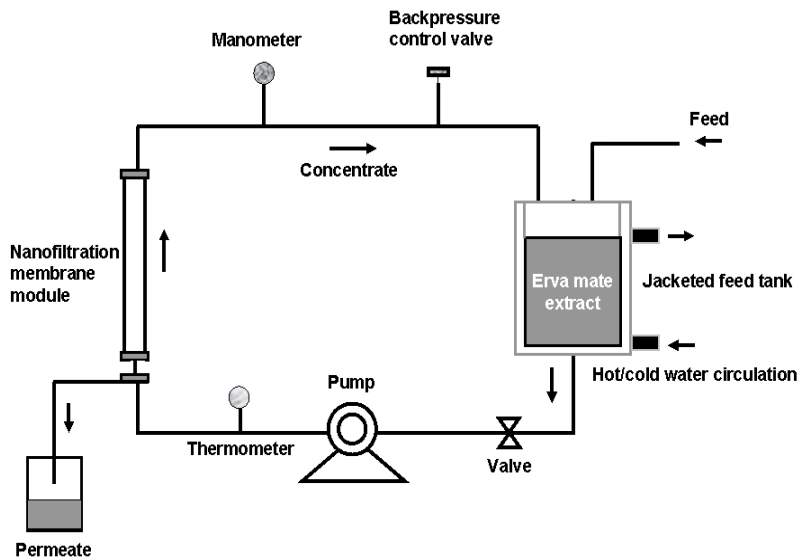 Backpressure
control valve
Manometer
Feed
Concentrate
Nanofiltration
membrane
module
Erva mate
extract
Jacketed feed tank
Hot/cold water circulation
Pump
Thermometer
Valve
Permeate